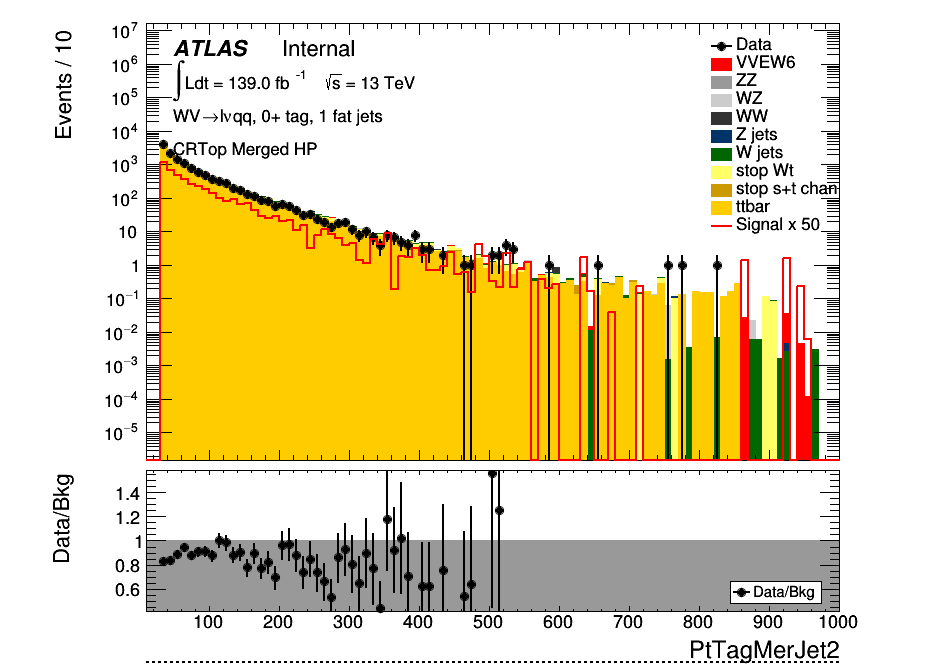 Events / 10
10⁷
10⁶
10⁵
10⁴
10³
10²
10
1
10⁻¹
10⁻²
10⁻³
10⁻⁴
10⁻⁵
ATLAS Internal
∫Ldt = 139.0 fb⁻¹ √s = 13 TeV
WV→lνqq, 0+ tag, 1 fat jets
CRTop Merged HP
Data
VVEW6
ZZ
WZ
WW
Z jets
W jets
stop Wt
stop s+t chan
ttbar
Signal x 50
Data/Bkg
1.4
1.2
1
0.8
0.6
Data/Bkg
100 200 300 400 500 600 700 800 900 1000
PtTagMerJet2